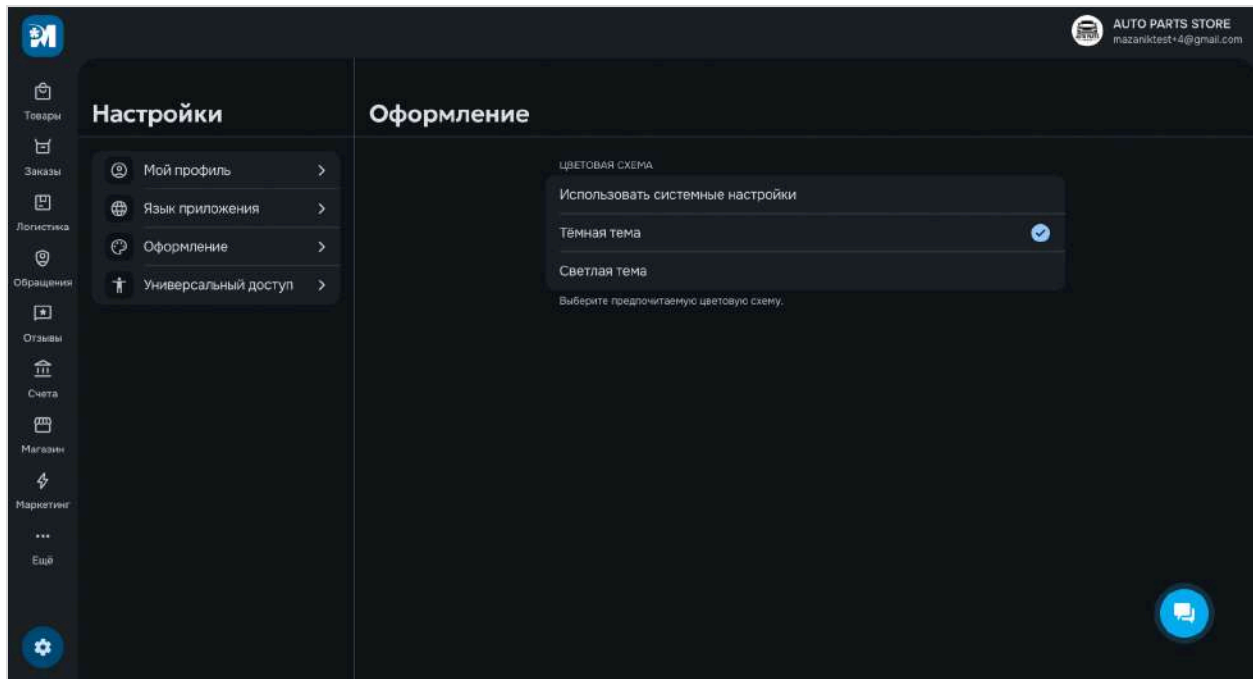 AUTO PARTS STORE
mazaniktest+4@gmail.com
Товары
Заказы
Логистика
Обращения
Отзывы
Счета
Магазин
Маркетинг
Ещё
Настройки
Мой профиль
Язык приложения
Оформление
Универсальный доступ
Оформление
ЦВЕТОВАЯ СХЕМА
Использовать системные настройки
Тёмная тема
Светлая тема
Выберите предпочитаемую цветовую схему.